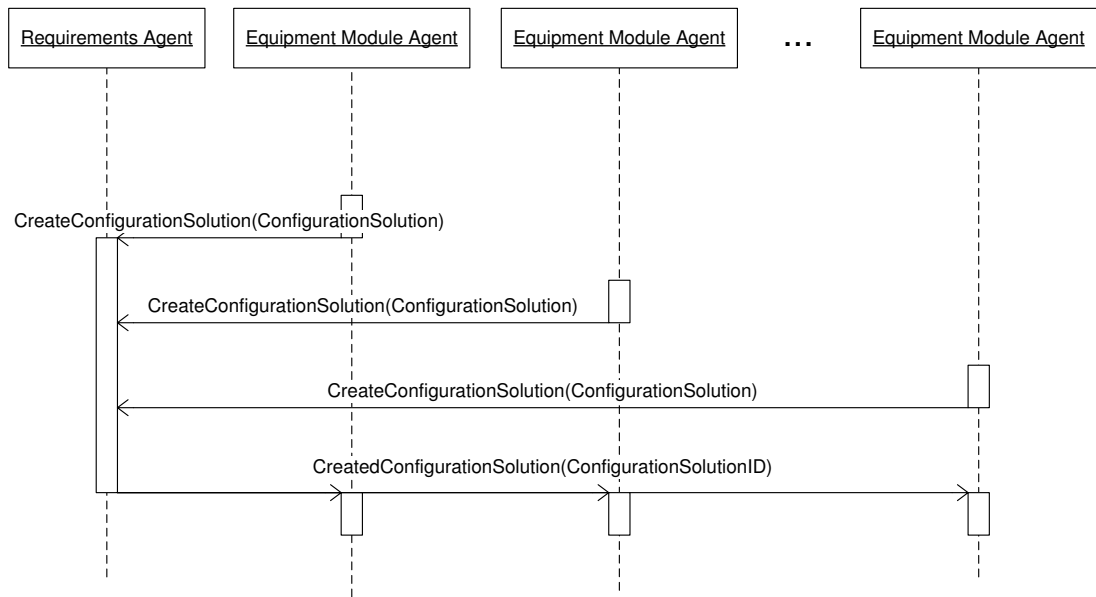 Requirements Agent
Equipment Module Agent
Equipment Module Agent
...
Equipment Module Agent
CreateConfigurationSolution(ConfigurationSolution)
CreateConfigurationSolution(ConfigurationSolution)
CreateConfigurationSolution(ConfigurationSolution)
CreatedConfigurationSolution(ConfigurationSolutionID)